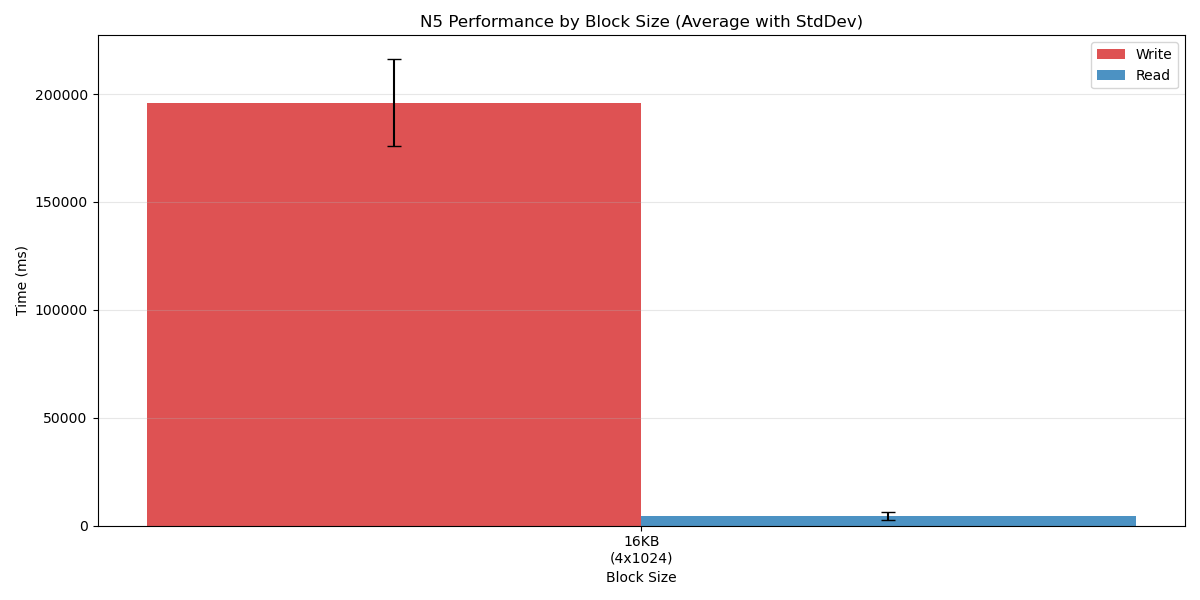 N5 Performance by Block Size (Average with StdDev)
Write
Read
Time (ms)
200000
150000
100000
50000
0
16KB
(4x1024)
Block Size